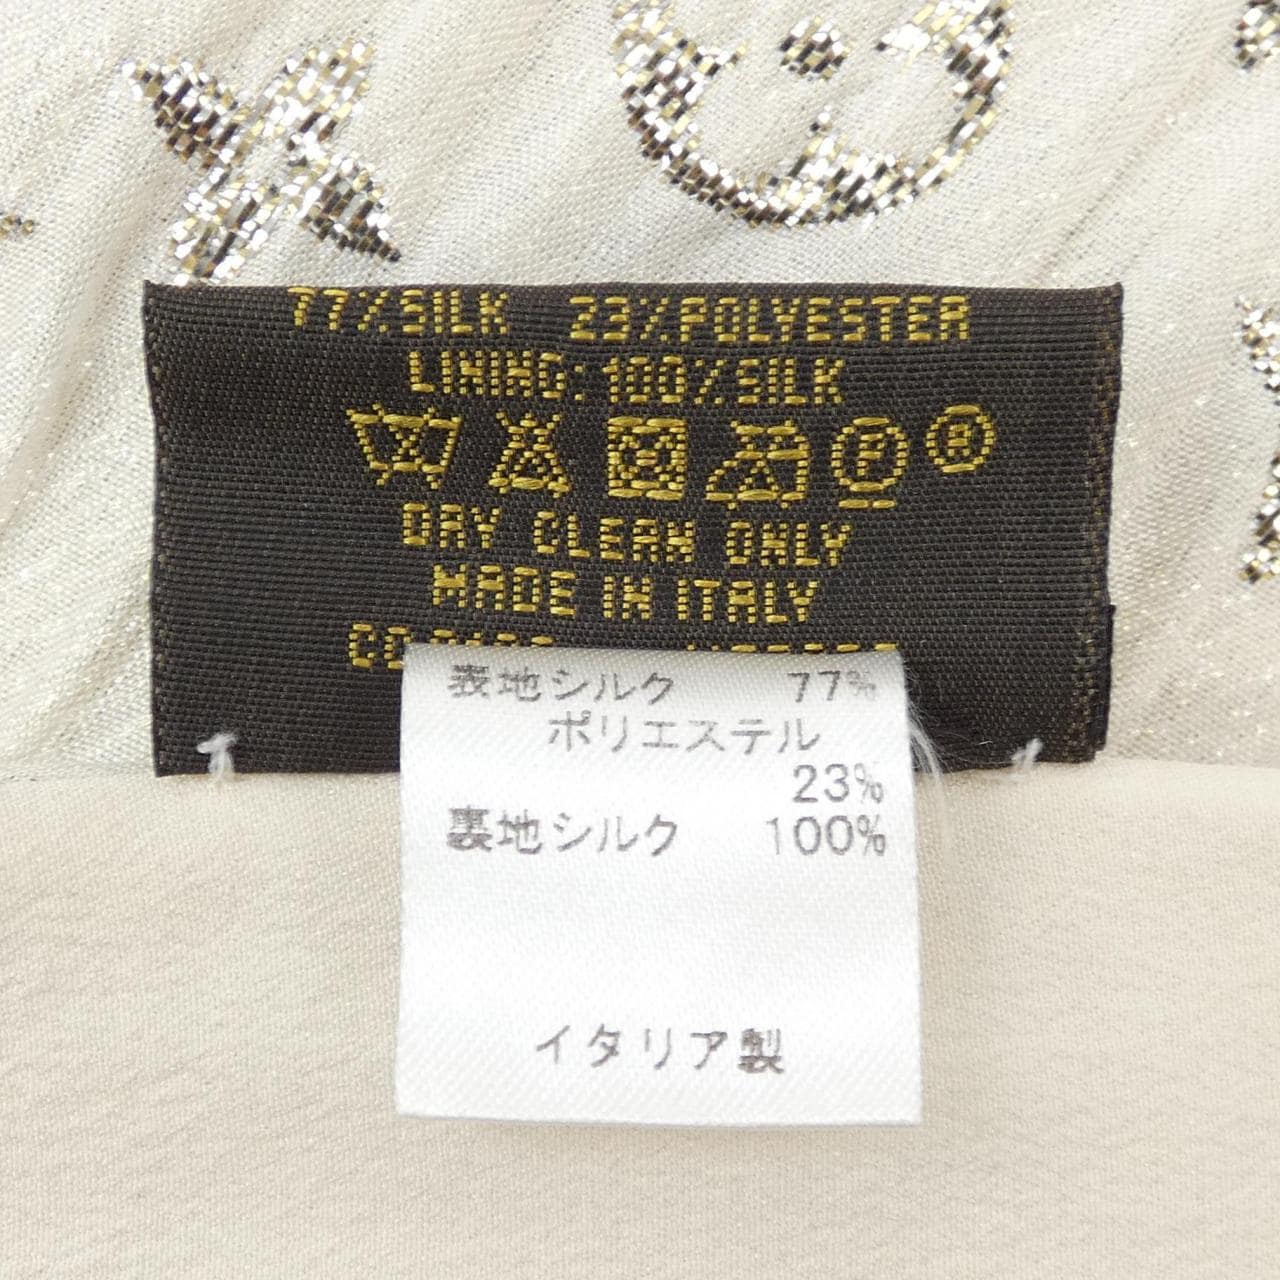 77% SILK 23% POLYESTER
LINING: 100% SILK
P R
DRY CLEAN ONLY
MADE IN ITALY
表地シルク 77%
ポリエステル
23%
裏地シルク 100%
イタリア製